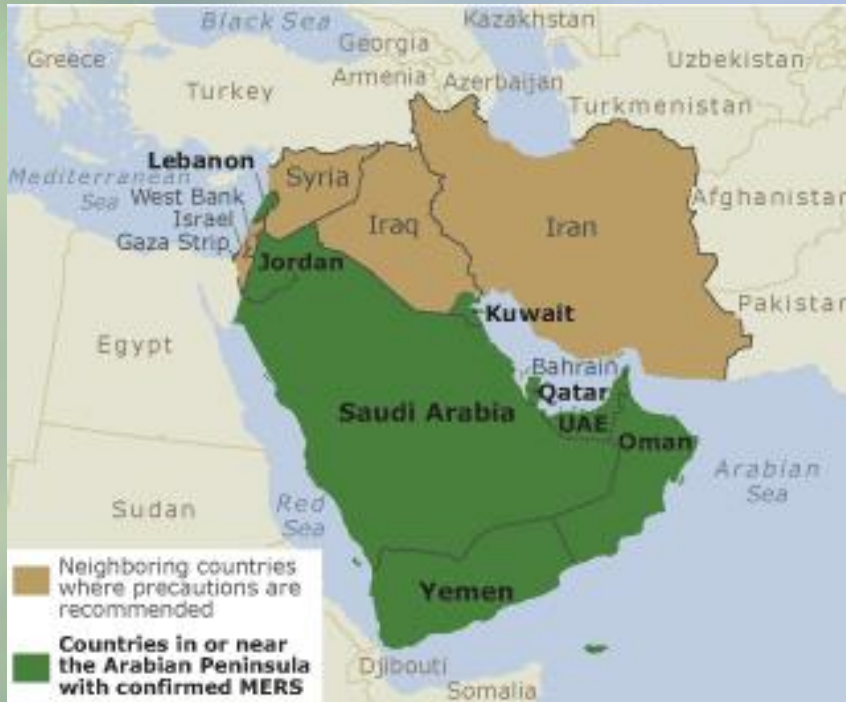 Black Sea
Kazakhstan
Georgia
Greece
Uzbekistan
Armenia
Azerbaijan
Turkey
Turkmenistan
Lebanon
Mediterranean
Sea
Syria
West Bank
Israel
Gaza Strip
Afghanistan
Iraq
Iran
Jordan
Pakistan
Kuwait
Egypt
Bahrain
Qatar
Saudi Arabia
UAE
Oman
Arabian
Sea
Red
Sea
Sudan
Yemen
Djibouti
Somalia
Neighboring countries
where precautions are
recommended
Countries in or near
the Arabian Peninsula
with confirmed MERS